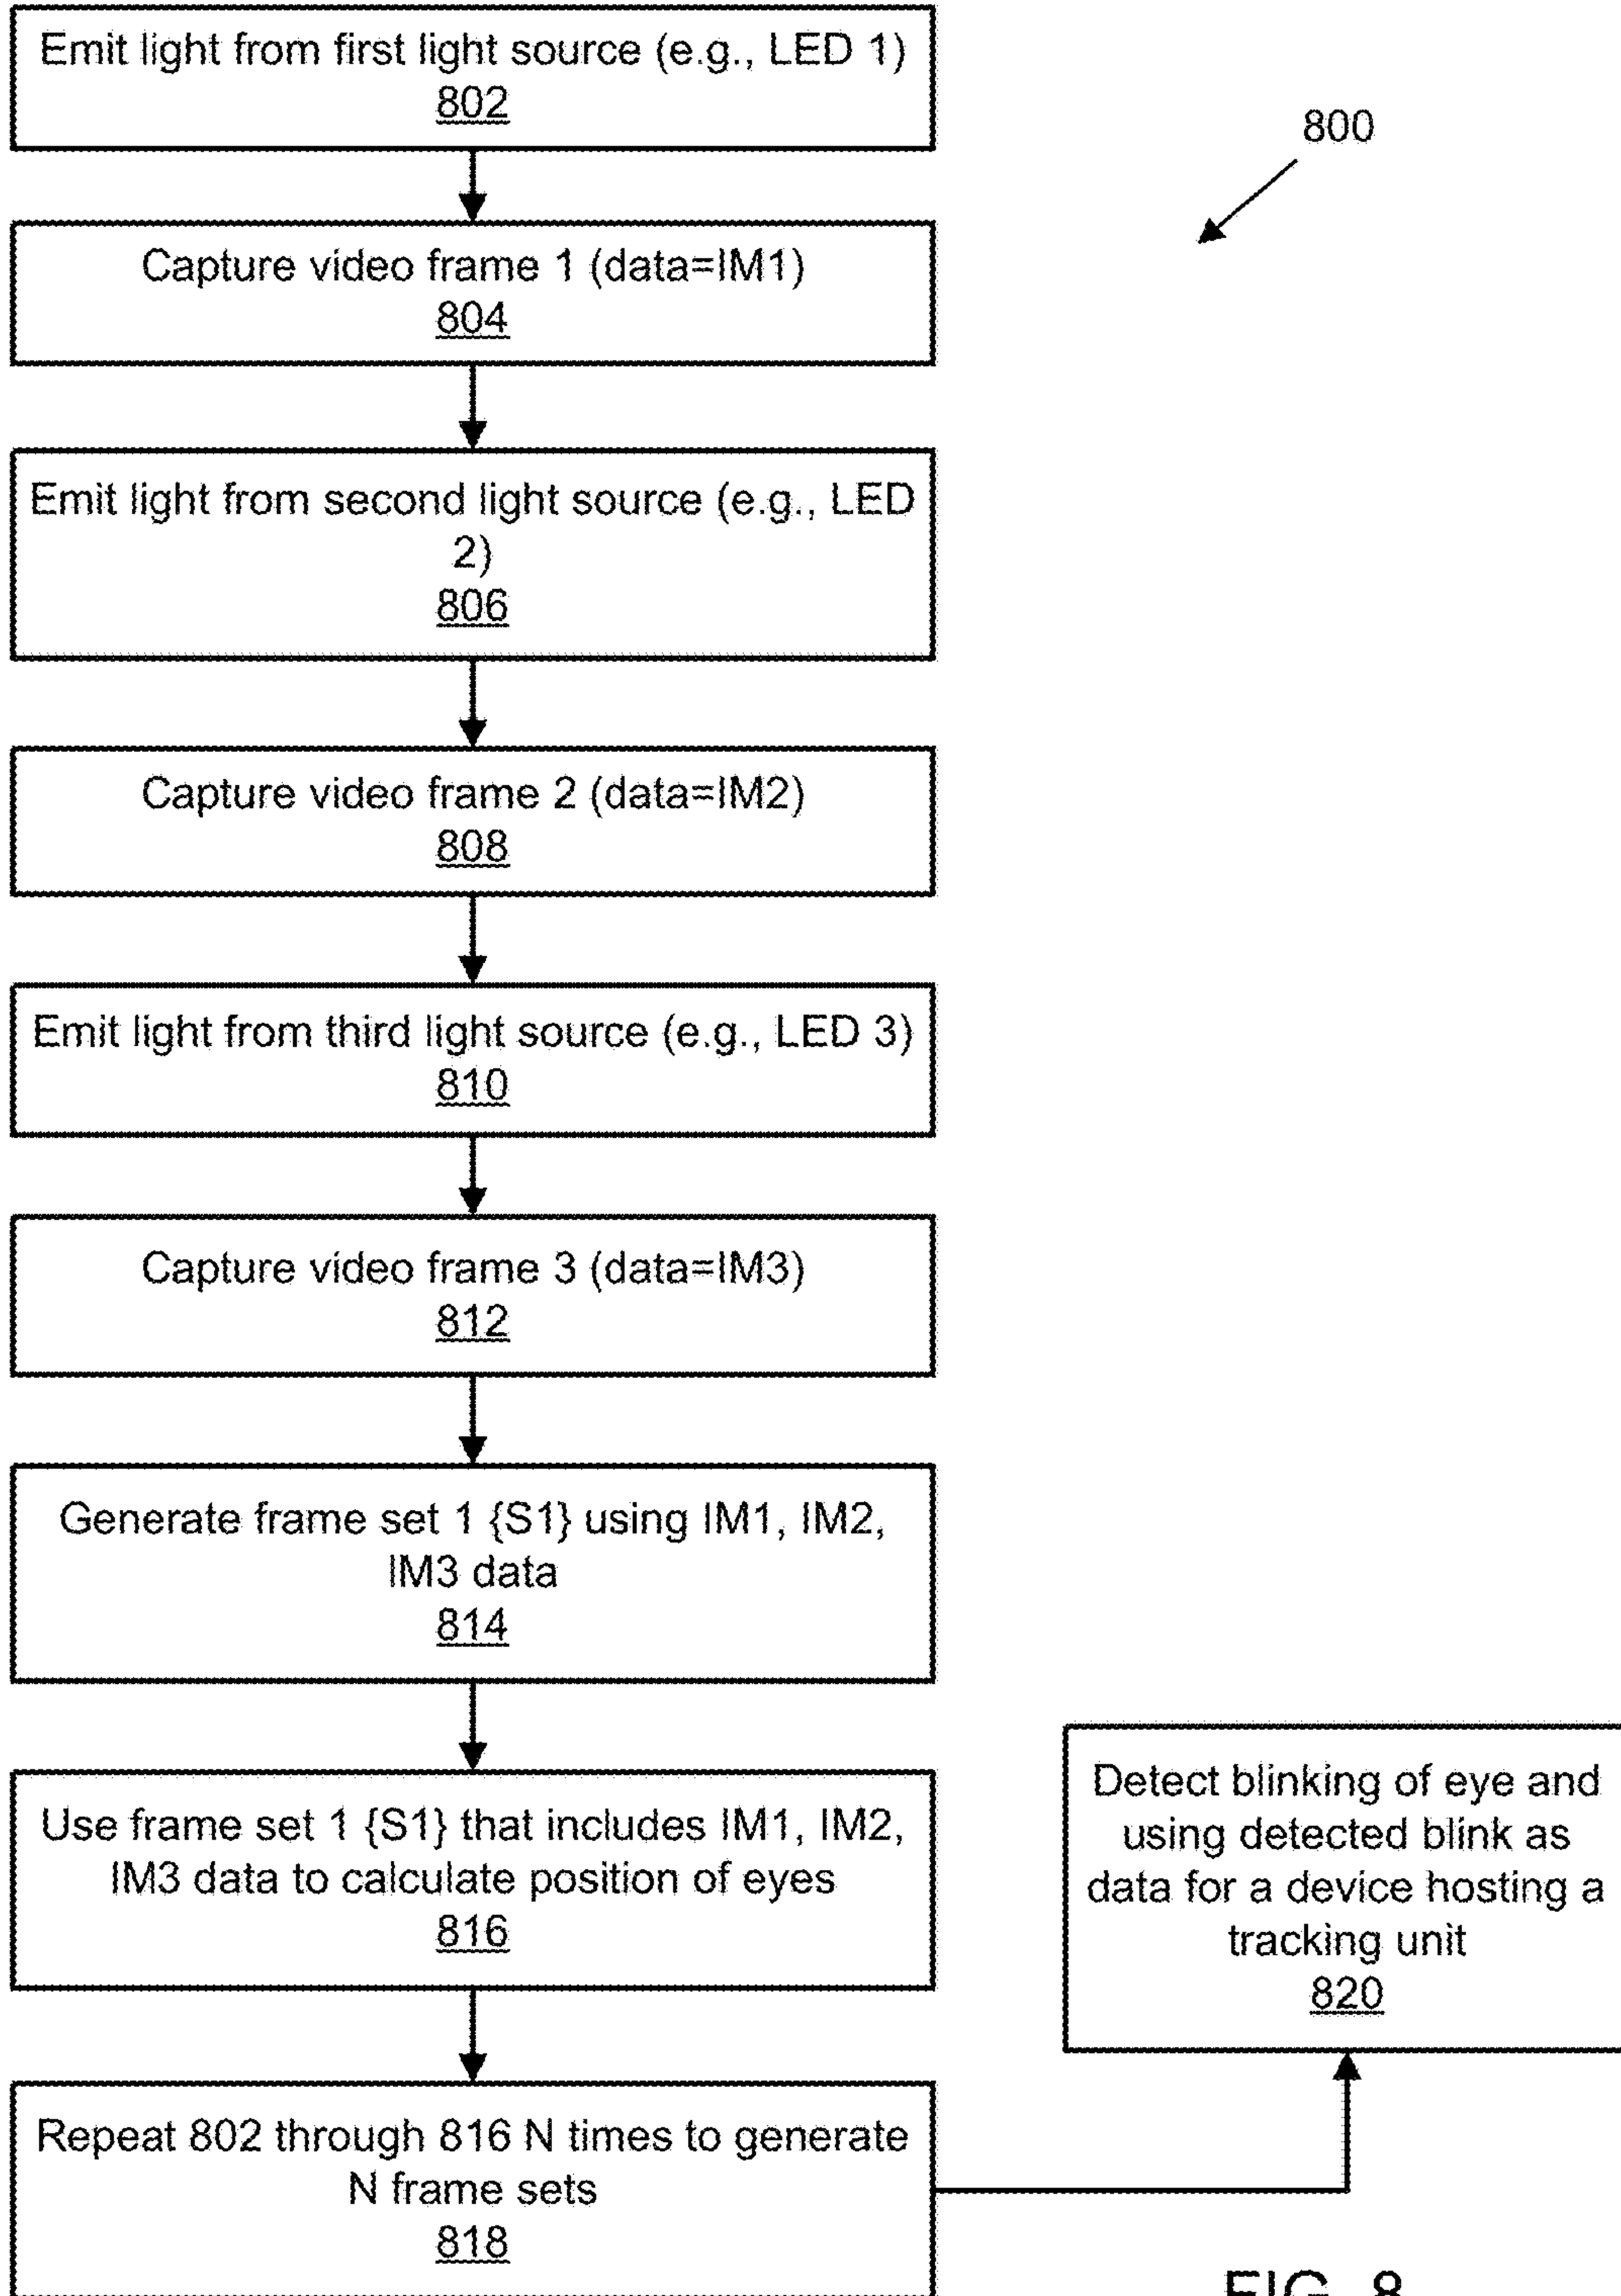 Emit light from first light source (e.g., LED 1)
802
800
Capture video frame 1 (data=IM1)
804
Emit light from second light source (e.g., LED
2)
806
Capture video frame 2 (data=IM2)
808
Emit light from third light source (e.g., LED 3)
810
Capture video frame 3 (data=IM3)
812
Generate frame set 1 {S1} using IM1, IM2,
IM3 data
814
Use frame set 1 {S1} that includes IM1, IM2,
IM3 data to calculate position of eyes
816
Repeat 802 through 816 N times to generate
N frame sets
818
Detect blinking of eye and
using detected blink as
data for a device hosting a
tracking unit
820
FIG. 8